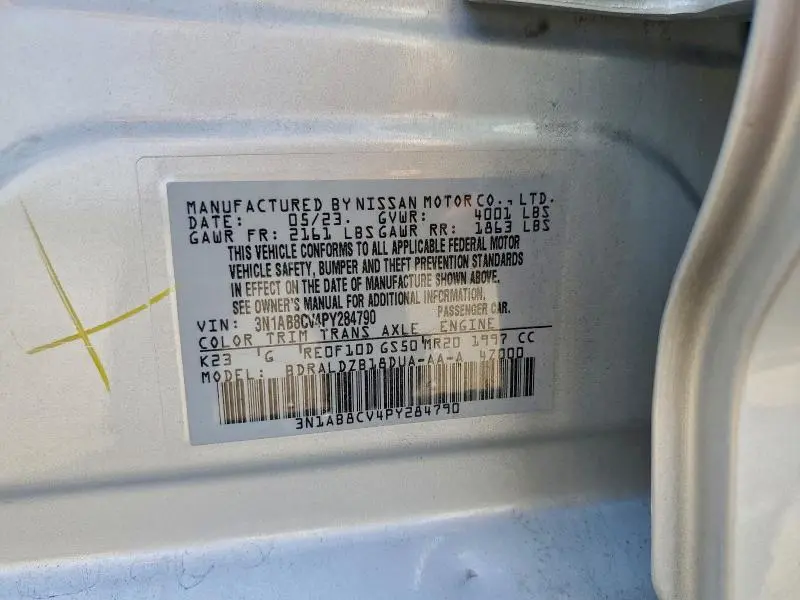 MANUFACTURED BY NISSAN MOTOR CO., LTD.
DATE: 05/23. GVWR: 4001 LBS
GAWR FR: 2161 LBS GAWR RR: 1863 LBS
THIS VEHICLE CONFORMS TO ALL APPLICABLE FEDERAL MOTOR
VEHICLE SAFETY, BUMPER AND THEFT PREVENTION STANDARDS
IN EFFECT ON THE DATE OF MANUFACTURE SHOWN ABOVE.
SEE OWNER'S MANUAL FOR ADDITIONAL INFORMATION.
VIN: 3N1AB8CV4PY284790 PASSENGER CAR.
COLOR TRIM TRANS AXLE ENGINE
K23 G RE0F10D GS50 MR20 1997 CC
MODEL: BDRALDZB18DUA-AA-A 47000
3N1AB8CV4PY284790